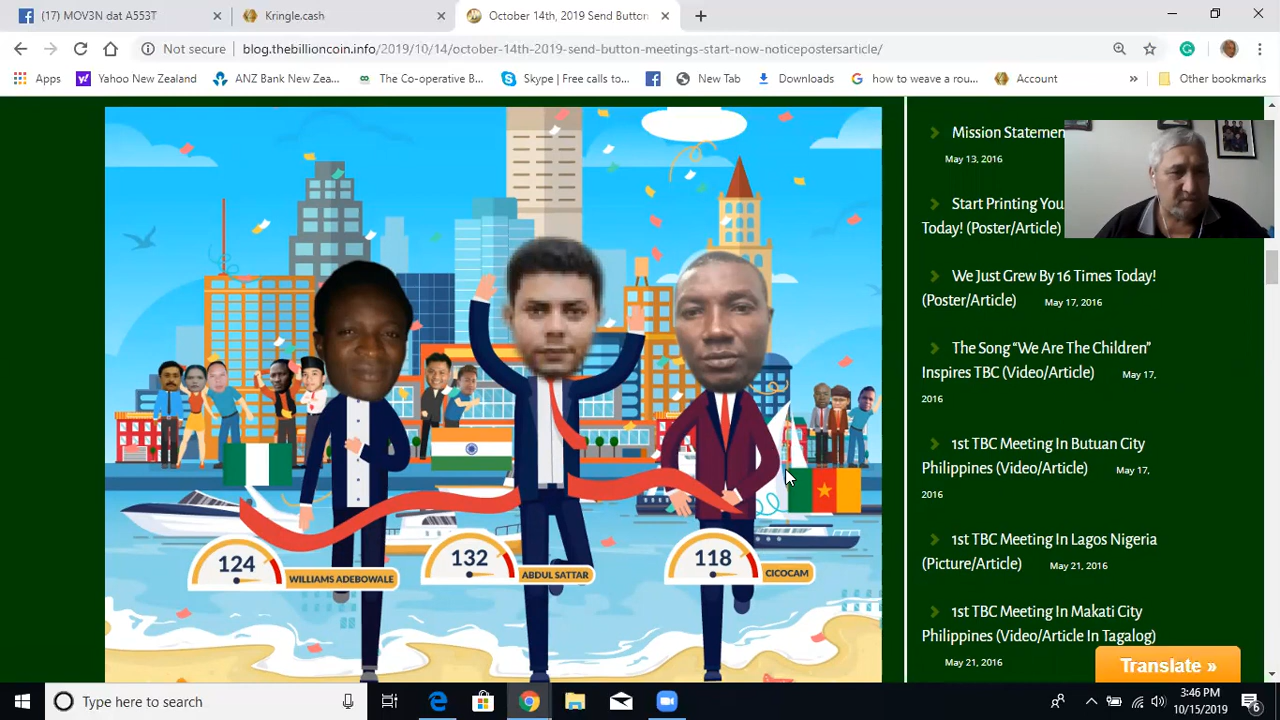 (17) MOV3N dat A553T
Kringle.cash
October 14th, 2019 Send Button
Not secure
blog.thebillioncoin.info/2019/10/14/october-14th-2019-send-button-meetings-start-now-noticepostersarticle/
Apps
Yahoo New Zealand
ANZ Bank New Zea...
The Co-operative B...
Skype | Free calls to...
New Tab
Downloads
how to weave a rou...
Account
»
Other bookmarks
124
WILLIAMS ADEBOWALE
132
ABDUL SATTAR
118
CICOCAM
Mission Statemen
May 13, 2016
Start Printing You
Today! (Poster/Article)
We Just Grew By 16 Times Today!
(Poster/Article) May 17, 2016
The Song “We Are The Children”
Inspires TBC (Video/Article) May 17,
2016
1st TBC Meeting In Butuan City
Philippines (Video/Article) May 17,
2016
1st TBC Meeting In Lagos Nigeria
(Picture/Article) May 21, 2016
1st TBC Meeting In Makati City
Philippines (Video/Article In Tagalog)
May 21, 2016
Translate »
Type here to search
3:46 PM
10/15/2019
6